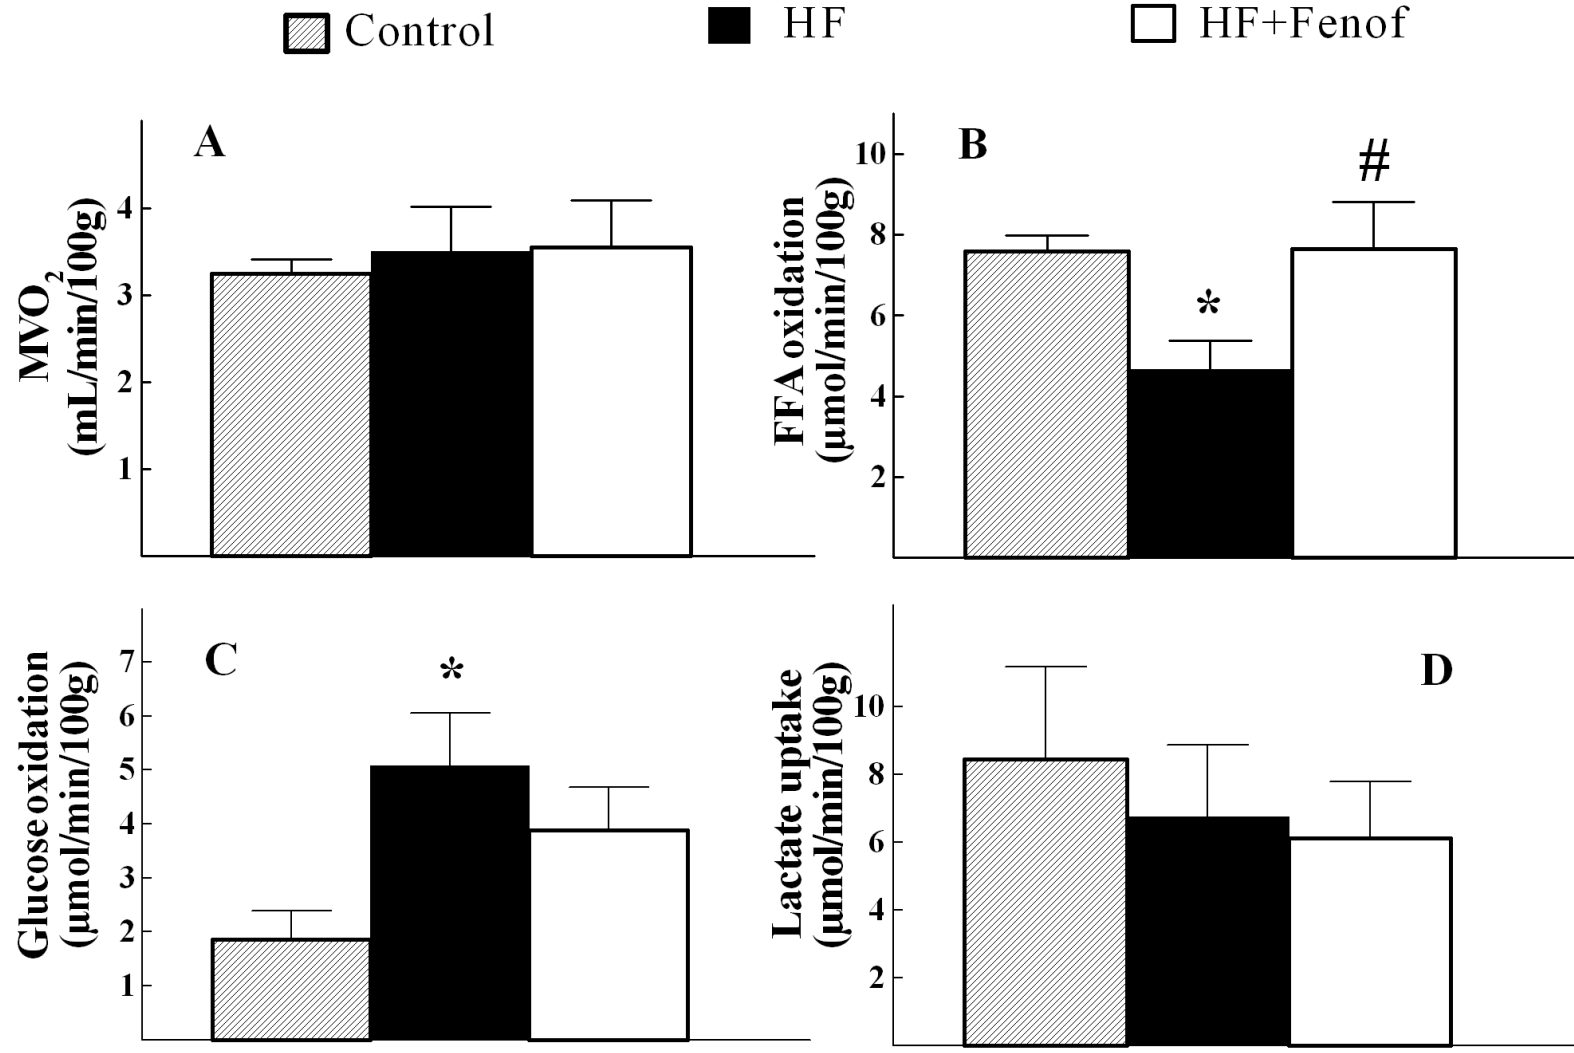 Control
HF
HF+Fenof
A
MVO2
(mL/min/100g)
4
3
2
1
B
#
*
FFA oxidation
(µmol/min/100g)
10
8
6
4
2
C
*
Glucose oxidation
(µmol/min/100g)
7
6
5
4
3
2
1
D
Lactate uptake
(µmol/min/100g)
10
8
6
4
2